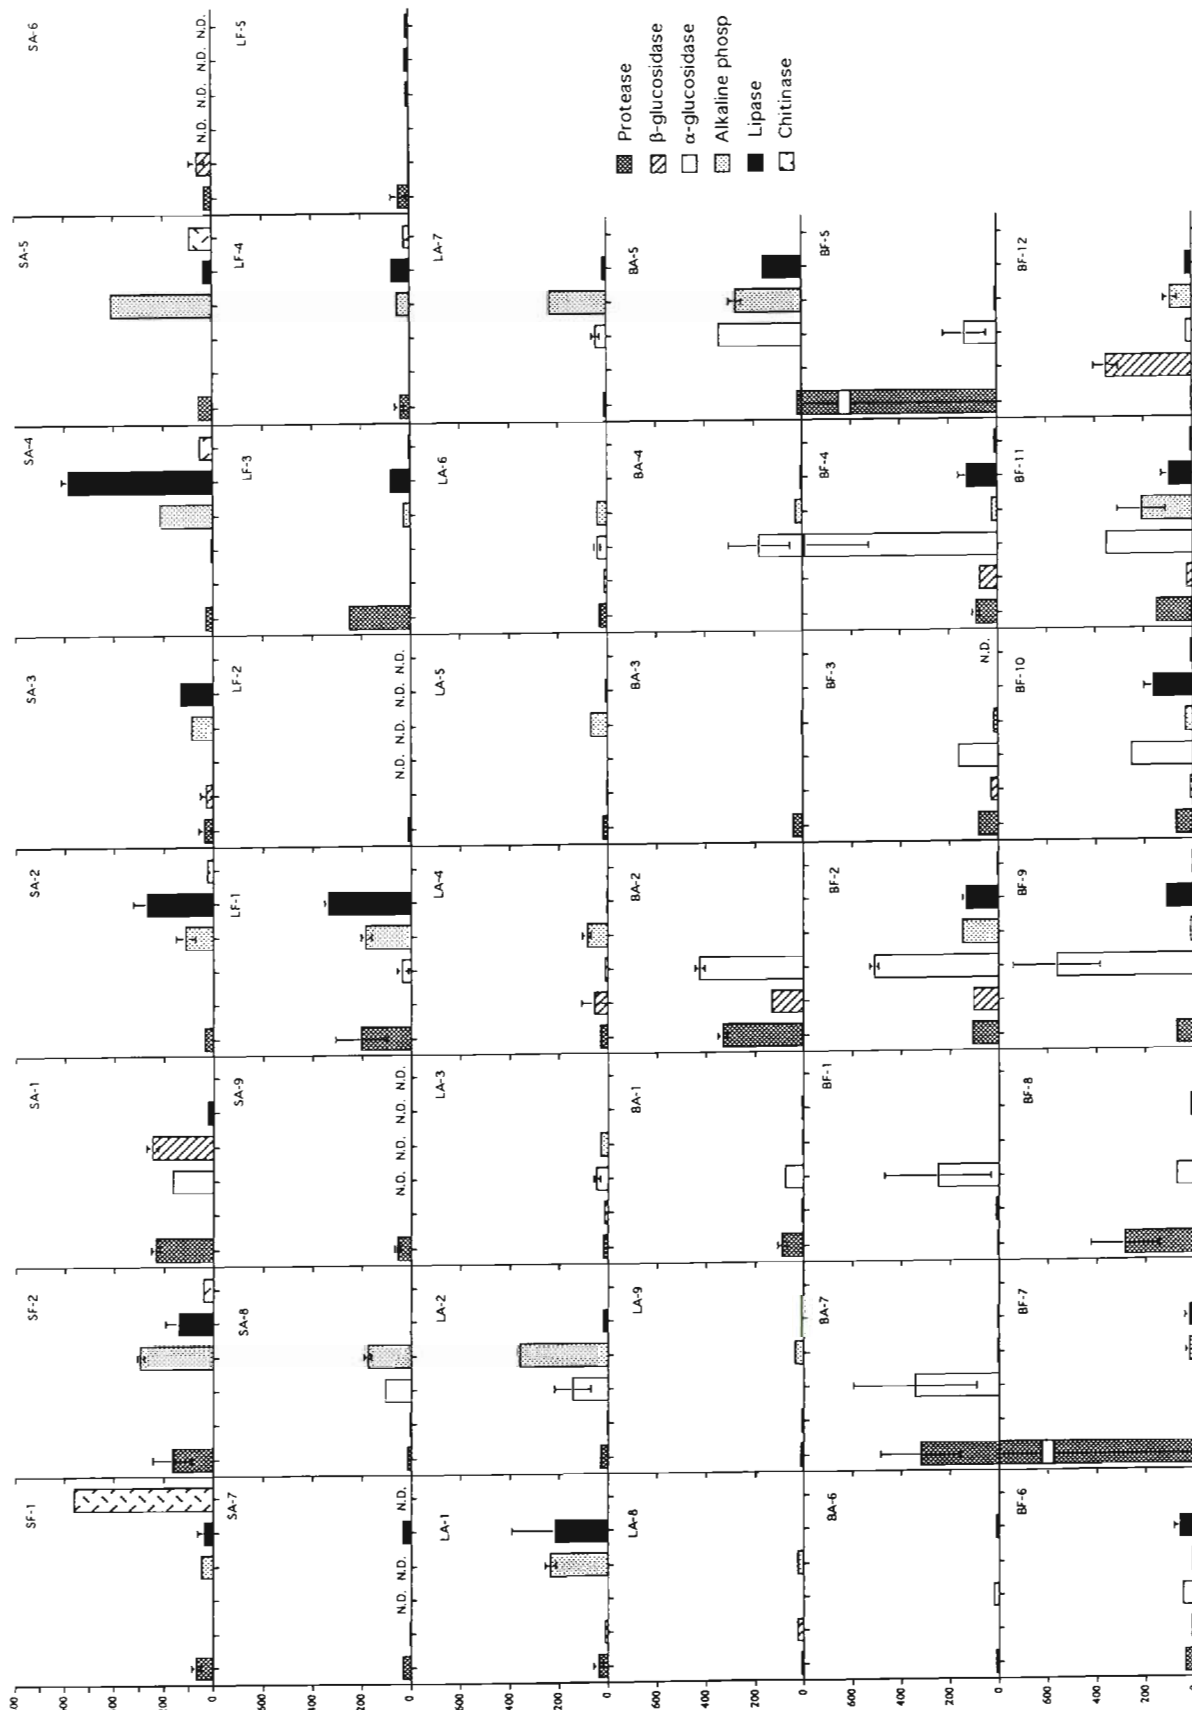 SF-1 SF-2 SA-1 SA-2 SA-3 SA-4 SA-5 SA-6
600
400
200
0
N.D. N.D. N.D. N.D.
SA-7 SA-8 SA-9 LF-1 LF-2 LF-3 LF-4 LF-5
600
400
200
0
N.D. N.D. N.D.
N.D. N.D. N.D. N.D.
N.D. N.D. N.D. N.D.
LA-1 LA-2 LA-3 LA-4 LA-5 LA-6 LA-7
600
400
200
0
LA-8 LA-9 BA-1 BA-2 BA-3 BA-4 BA-5
600
400
200
0
BA-6 BA-7 BF-1 BF-2 BF-3 BF-4 BF-5
600
400
200
0
N.D.
BF-6 BF-7 BF-8 BF-9 BF-10 BF-11 BF-12
600
400
200
0
Protease
β-glucosidase
α-glucosidase
Alkaline phosp
Lipase
Chitinase